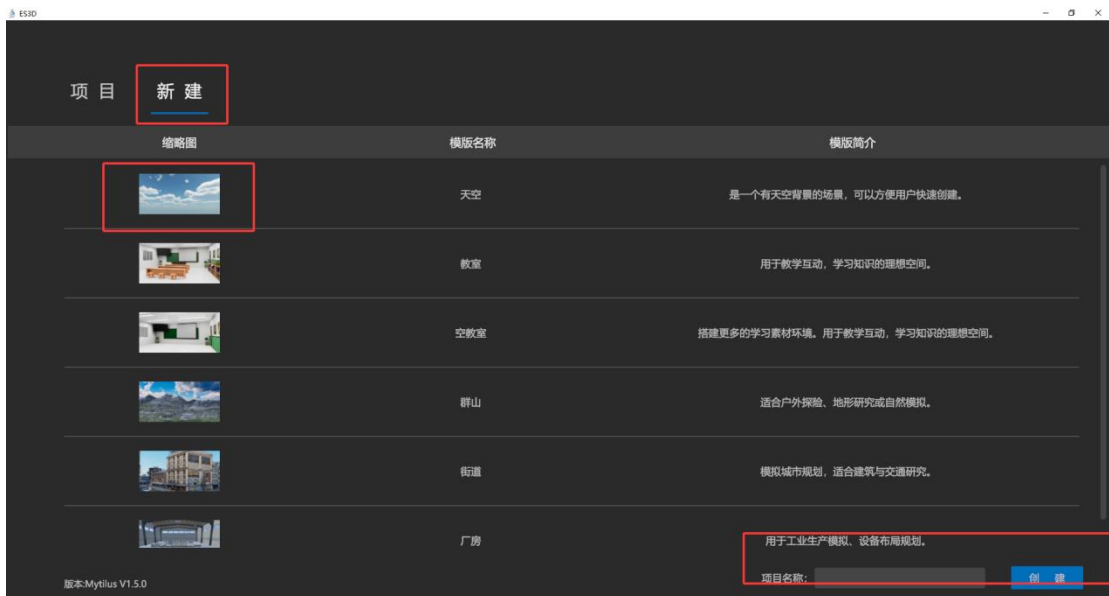 ES3D
项目 新建
缩略图 模版名称 模版简介
天空 是一个有天空背景的场景，可以方便用户快速创建。
教室 用于教学互动，学习知识的理想空间。
空教室 搭建更多的学习素材环境。用于教学互动，学习知识的理想空间。
群山 适合户外探险、地形研究或自然模拟。
街道 模拟城市规划，适合建筑与交通研究。
厂房 用于工业生产模拟、设备布局规划。
版本:Mytilus V1.5.0 项目名称: 创建